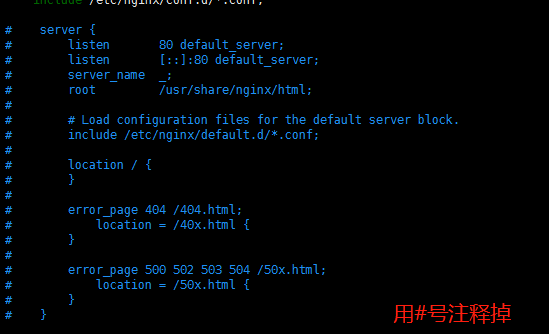 include /etc/nginx/conf.d/*.conf;
#    server {
#        listen       80 default_server;
#        listen       [::]:80 default_server;
#        server_name  _;
#        root         /usr/share/nginx/html;
#
#        # Load configuration files for the default server block.
#        include /etc/nginx/default.d/*.conf;
#
#        location / {
#        }
#
#        error_page 404 /404.html;
#            location = /40x.html {
#        }
#
#        error_page 500 502 503 504 /50x.html;
#            location = /50x.html {
#        }
#    }
用#号注释掉